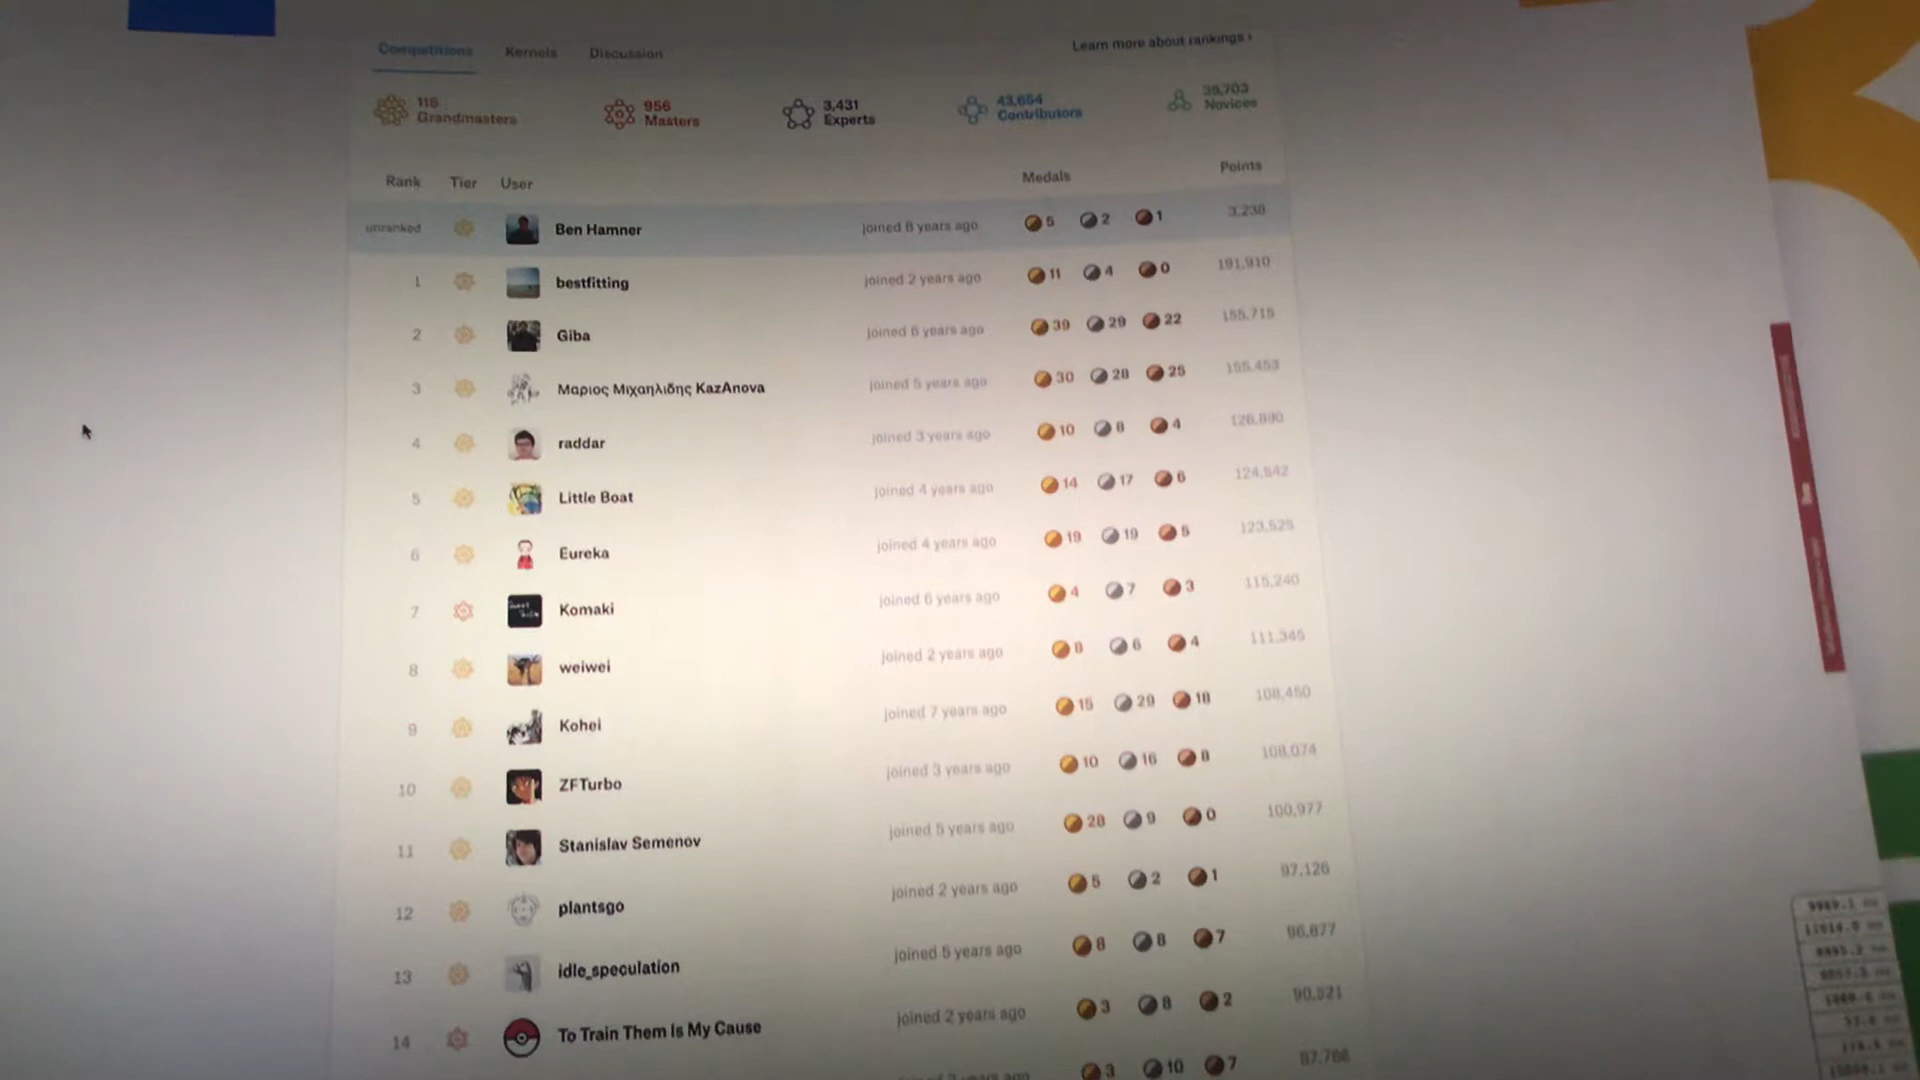 Competitions Kernels Discussion Learn more about rankings ›
116 Grandmasters
956 Masters
3,431 Experts
43,654 Contributors
Novices
Rank Tier User Medals Points
unranked Ben Hamner joined 8 years ago 5 2 1 3,238
1 bestfitting joined 2 years ago 11 4 0 191,910
2 Giba joined 6 years ago 39 29 22 155,715
3 Μαριος Μιχαηλιδης KazAnova joined 5 years ago 30 28 25 155,453
4 raddar joined 3 years ago 10 8 4 126,890
5 Little Boat joined 4 years ago 14 17 6 124,542
6 Eureka joined 4 years ago 19 19 5 123,525
7 Komaki joined 6 years ago 4 7 3 115,240
8 weiwei joined 2 years ago 8 6 4 111,345
9 Kohei joined 7 years ago 15 29 18 108,450
10 ZFTurbo joined 3 years ago 10 16 8 108,074
11 Stanislav Semenov joined 5 years ago 28 9 0 100,977
12 plantsgo joined 2 years ago 5 2 1 97,126
13 idle_speculation joined 5 years ago 8 8 7 96,877
14 To Train Them Is My Cause joined 2 years ago 3 8 2 90,521
3 10 7